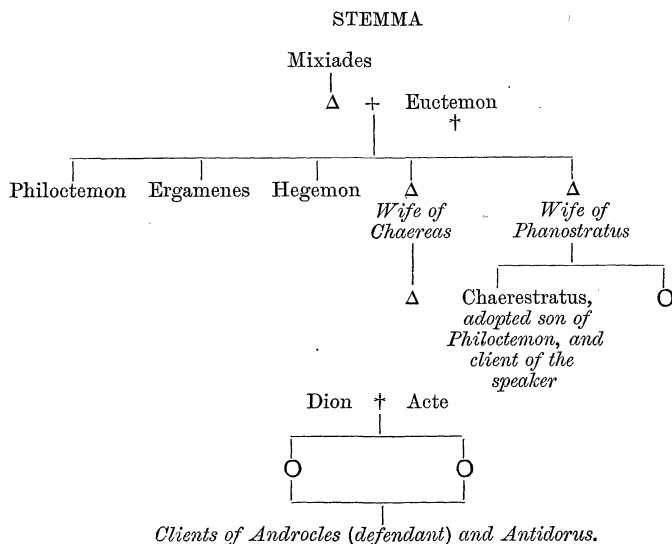 STEMMA
Mixiades
Δ + Euctemon
†
Philoctemon Ergamenes Hegemon Δ Δ
Wife of Wife of
Chaereas Phanostratus
Δ Chaerestratus, O
adopted son of
Philoctemon, and
client of the
speaker
Dion † Acte
O O
Clients of Androcles (defendant) and Antidorus.